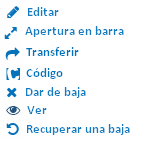 Editar
Apertura en barra
Transferir
Código
Dar de baja
Ver
Recuperar una baja